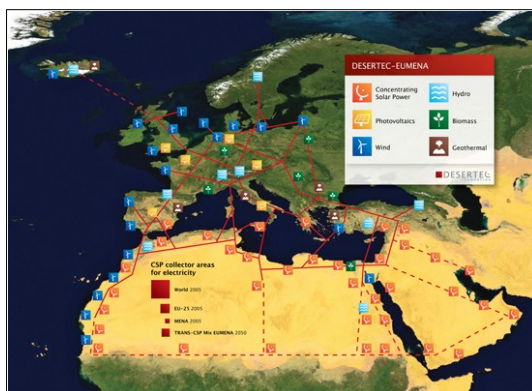 DESERTEC-EUMENA
Concentrating
Solar Power
Hydro
Photovoltaics
Biomass
Wind
Geothermal
DESERTEC
CSP collector areas
for electricity
World 2005
EU-25 2005
MENA 2005
TRANS-CSP Mix EUMENA 2050